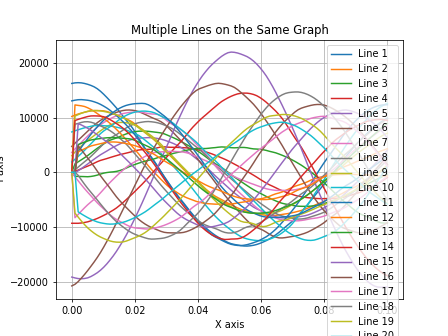 Multiple Lines on the Same Graph
20000
10000
0
−10000
−20000
0.00
0.02
0.04
0.06
X axis
Line 1
Line 2
Line 3
Line 4
Line 5
Line 6
Line 7
Line 8
Line 9
Line 10
Line 11
Line 12
Line 13
Line 14
Line 15
Line 16
Line 17
Line 18
Line 19
Line 20